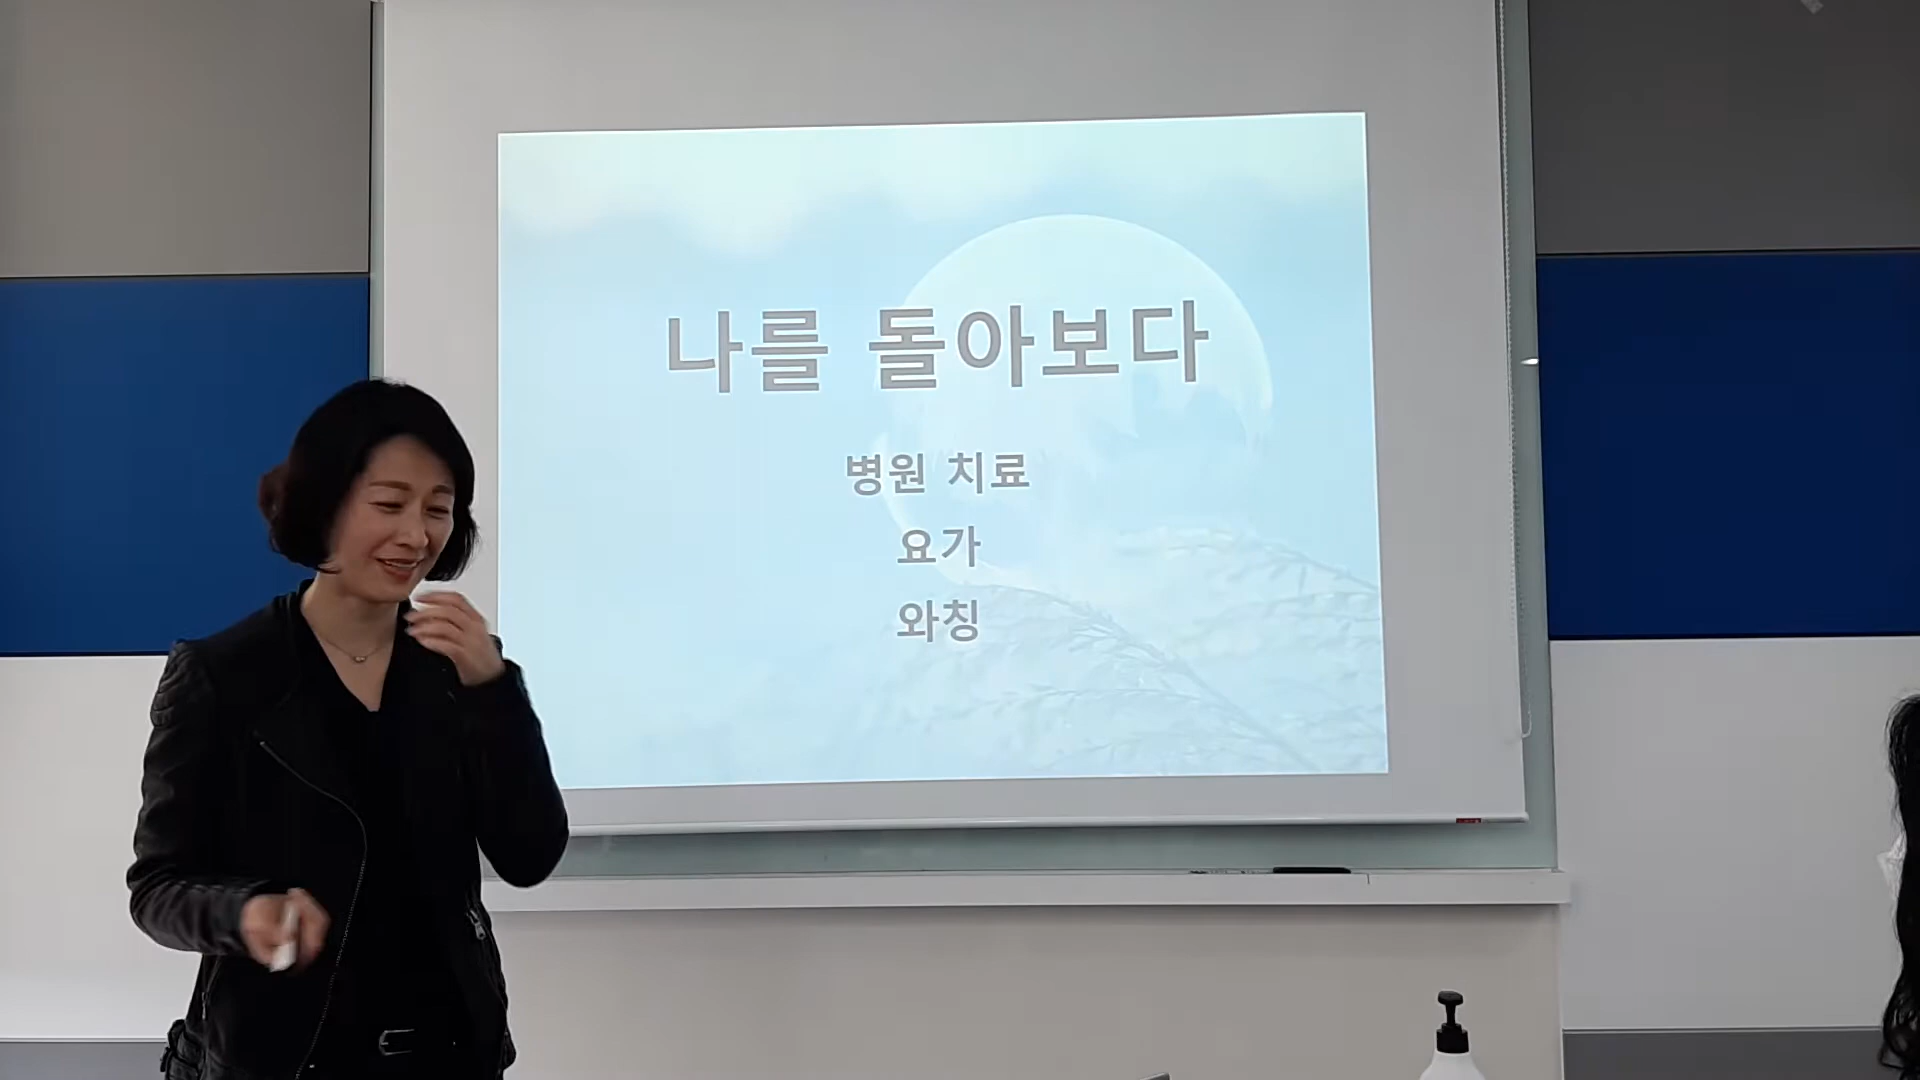 나를 돌아보다
병원 치료
요가
와칭